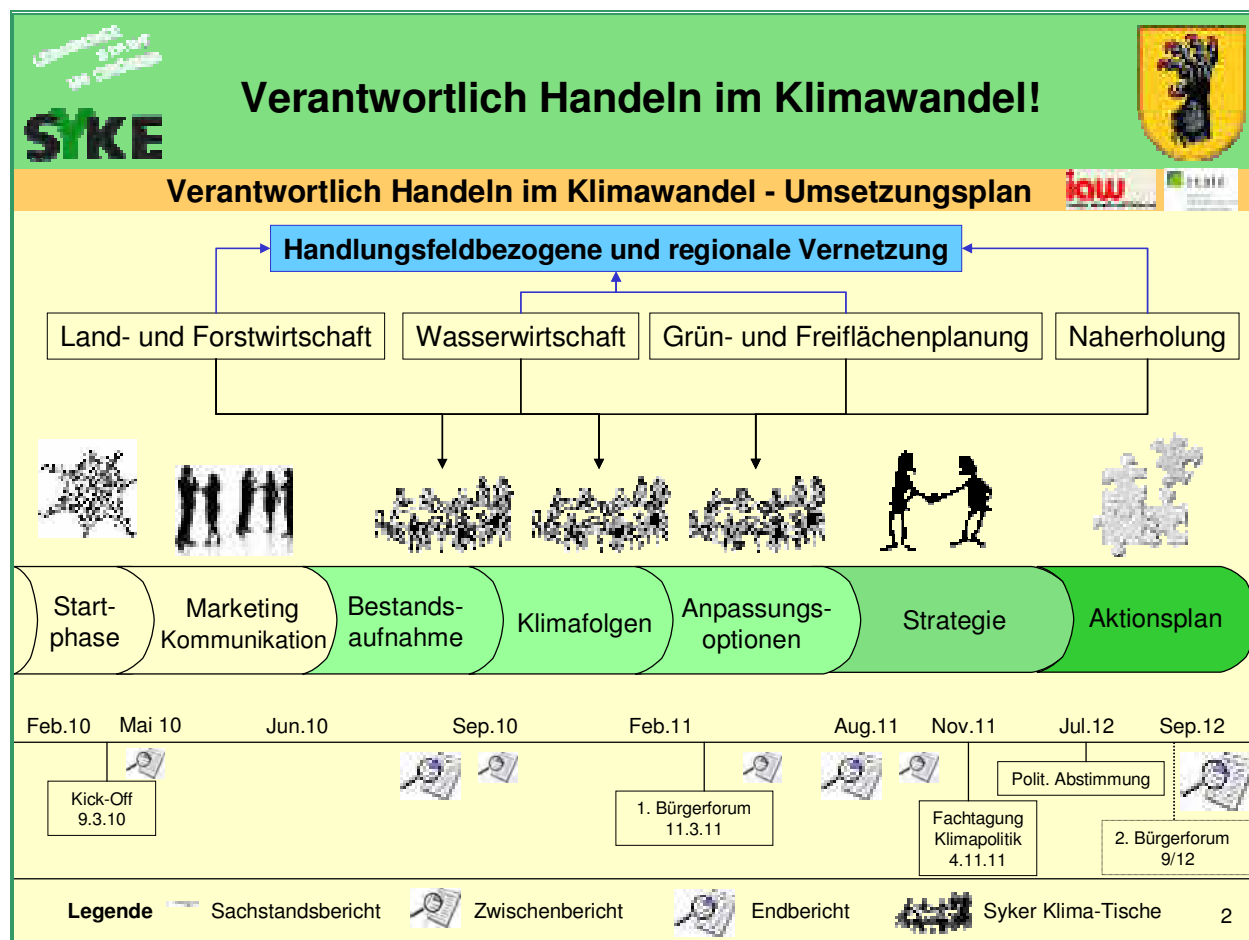 SYKE
Verantwortlich Handeln im Klimawandel!
Verantwortlich Handeln im Klimawandel - Umsetzungsplan
iaw
Handlungsfeldbezogene und regionale Vernetzung
Land- und Forstwirtschaft
Wasserwirtschaft
Grün- und Freiflächenplanung
Naherholung
Start-
phase
Marketing
Kommunikation
Bestands-
aufnahme
Klimafolgen
Anpassungs-
optionen
Strategie
Aktionsplan
Feb.10
Mai 10
Jun.10
Sep.10
Feb.11
Aug.11
Nov.11
Jul.12
Sep.12
Kick-Off
9.3.10
1. Bürgerforum
11.3.11
Fachtagung
Klimapolitik
4.11.11
Polit. Abstimmung
2. Bürgerforum
9/12
Legende
Sachstandsbericht
Zwischenbericht
Endbericht
Syker Klima-Tische
2